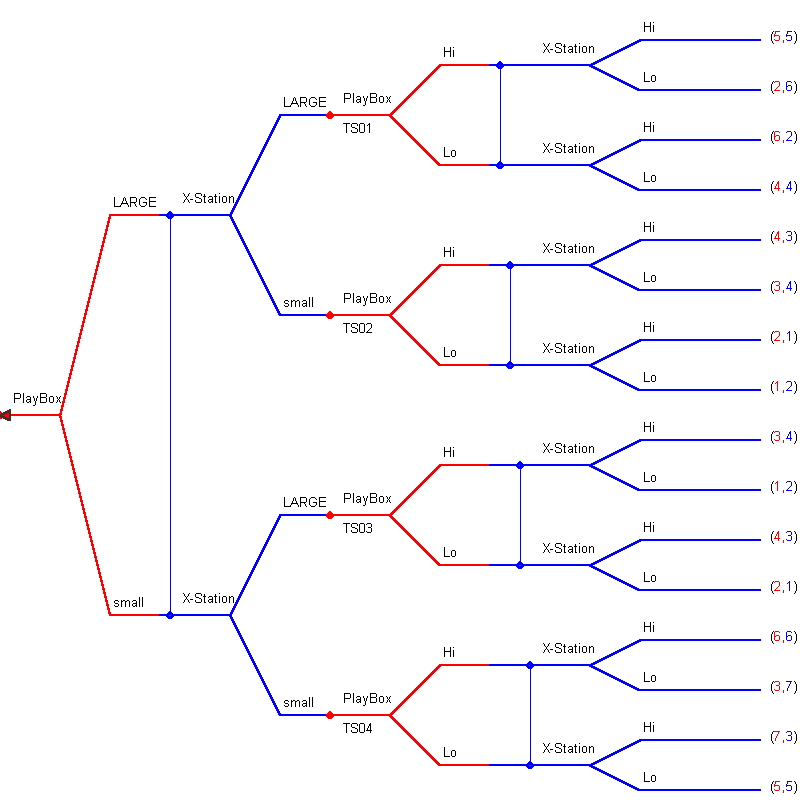 Hi
X-Station
(5,5)
LARGE
PlayBox
Hi
Lo
(2,6)
TS01
Lo
X-Station
Hi
(6,2)
Lo
(4,4)
LARGE
X-Station
Hi
X-Station
Hi
(4,3)
Lo
(3,4)
small
PlayBox
TS02
Lo
X-Station
Hi
(2,1)
Lo
(1,2)
PlayBox
Hi
X-Station
Hi
(3,4)
Lo
(1,2)
LARGE
PlayBox
TS03
Lo
X-Station
Hi
(4,3)
Lo
(2,1)
small
X-Station
Hi
X-Station
Hi
(6,6)
Lo
(3,7)
small
PlayBox
TS04
Lo
X-Station
Hi
(7,3)
Lo
(5,5)